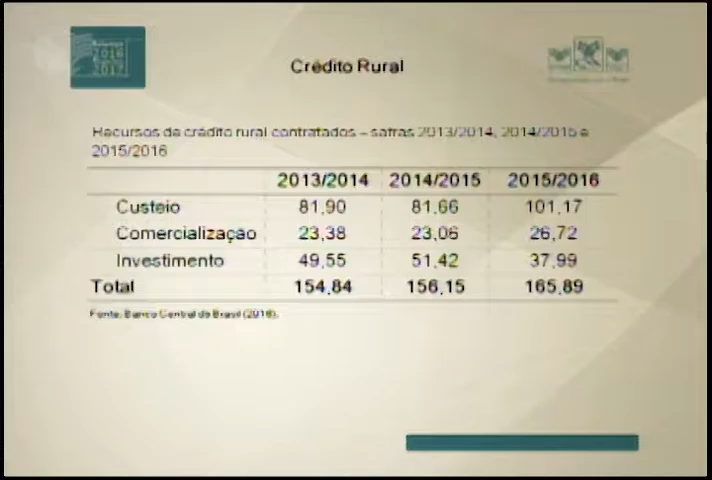 2016
2017
Crédito Rural
Recursos de crédito rural contratados – safras 2013/2014, 2014/2015 e
2015/2016
2013/2014 2014/2015 2015/2016
Custeio 81,90 81,66 101,17
Comercialização 23,38 23,06 26,72
Investimento 49,55 51,42 37,99
Total 154,84 156,15 165,89
Fonte: Banco Central do Brasil (2016).